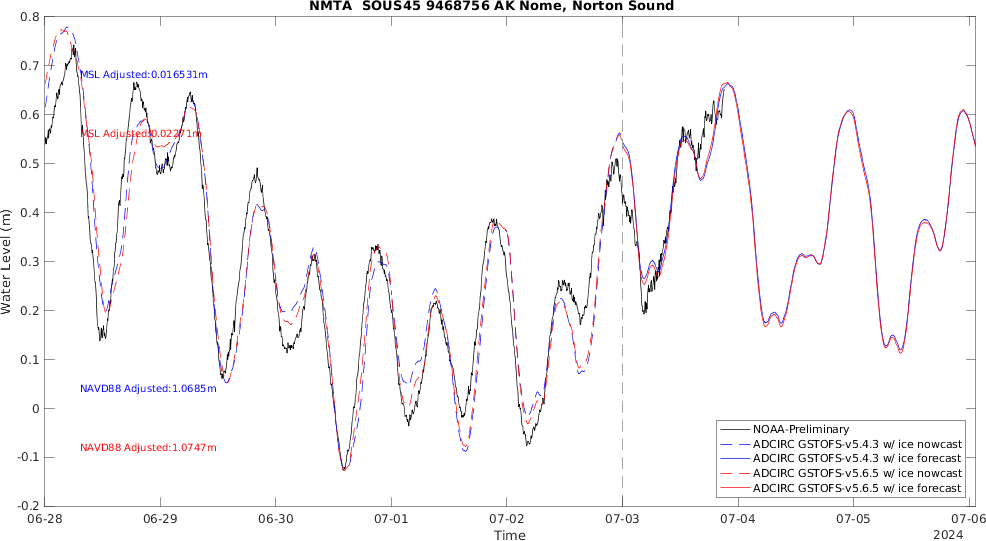 NMTA SOUS45 9468756 AK Nome, Norton Sound
0.8
0.7
0.6
0.5
0.4
0.3
0.2
0.1
0
-0.1
-0.2
Water Level (m)
MSL Adjusted:0.016531m
MSL Adjusted:0.02271m
NAVD88 Adjusted:1.0685m
NAVD88 Adjusted:1.0747m
NOAA-Preliminary
ADCIRC GSTOFS-v5.4.3 w/ ice nowcast
ADCIRC GSTOFS-v5.4.3 w/ ice forecast
ADCIRC GSTOFS-v5.6.5 w/ ice nowcast
ADCIRC GSTOFS-v5.6.5 w/ ice forecast
06-28 06-29 06-30 07-01 07-02 07-03 07-04 07-05 07-06
Time
2024